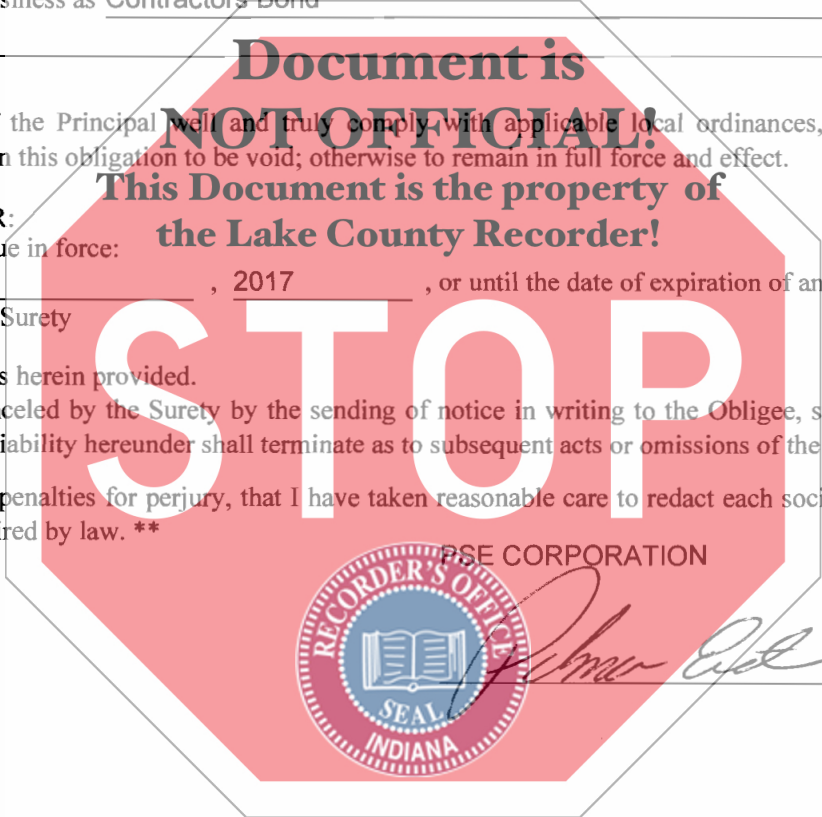 siness as Contractors Bond
Document is
the Principal well and truly comply with applicable local ordinances,
NOT OFFICIAL!
n this obligation to be void; otherwise to remain in full force and effect.
This Document is the property of
R:
the Lake County Recorder!
ue in force:
, 2017 , or until the date of expiration of an
Surety
STOP
s herein provided.
celed by the Surety by the sending of notice in writing to the Obligee, s
iability hereunder shall terminate as to subsequent acts or omissions of the
penalties for perjury, that I have taken reasonable care to redact each soci
ired by law. **
PSE CORPORATION
RECORDER'S OFFICE
SEAL
INDIANA